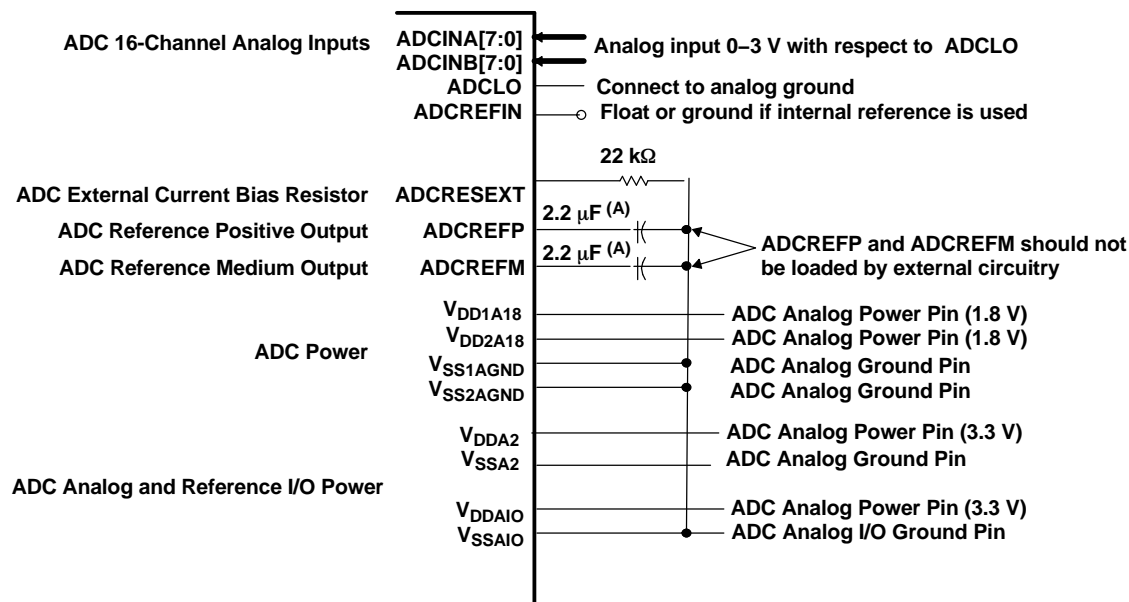 ADC 16-Channel Analog Inputs
ADCINA[7:0]
ADCINB[7:0]
Analog input 0–3 V with respect to ADCLO
ADCLO
Connect to analog ground
ADCREFIN
Float or ground if internal reference is used
22 kΩ
ADC External Current Bias Resistor
ADCRESEXT
2.2 μF (A)
ADC Reference Positive Output
ADCREFP
2.2 μF (A)
ADC Reference Medium Output
ADCREFM
ADCREFP and ADCREFM should not
be loaded by external circuitry
ADC Power
VDD1A18
ADC Analog Power Pin (1.8 V)
VDD2A18
ADC Analog Power Pin (1.8 V)
VSS1AGND
ADC Analog Ground Pin
VSS2AGND
ADC Analog Ground Pin
VDDA2
ADC Analog Power Pin (3.3 V)
VSSA2
ADC Analog Ground Pin
ADC Analog and Reference I/O Power
VDDAIO
ADC Analog Power Pin (3.3 V)
VSSAIO
ADC Analog I/O Ground Pin